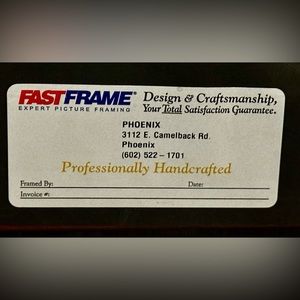 FASTFRAME®
EXPERT PICTURE FRAMING
Design & Craftsmanship,
Your Total Satisfaction Guarantee.
PHOENIX
3112 E. Camelback Rd.
Phoenix
(602) 522-1701
Professionally Handcrafted
Framed By: Date:
Invoice #: